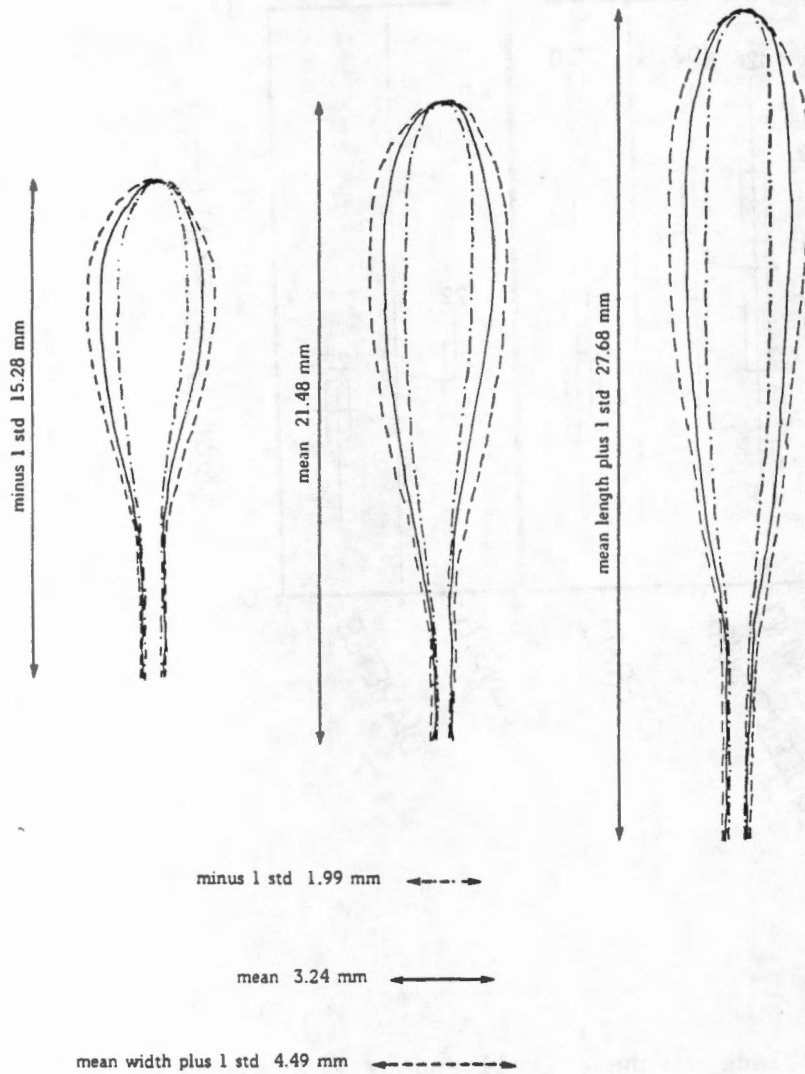 minus 1 std 15.28 mm
mean 21.48 mm
mean length plus 1 std 27.68 mm
minus 1 std 1.99 mm
mean 3.24 mm
mean width plus 1 std 4.49 mm